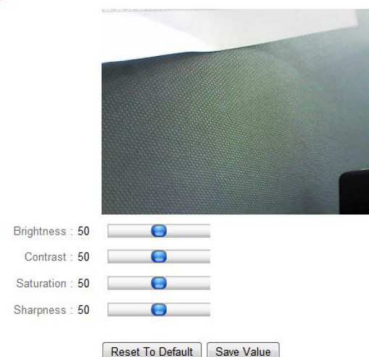 Brightness : 50
Contrast : 50
Saturation : 50
Sharpness : 50
Reset To Default Save Value